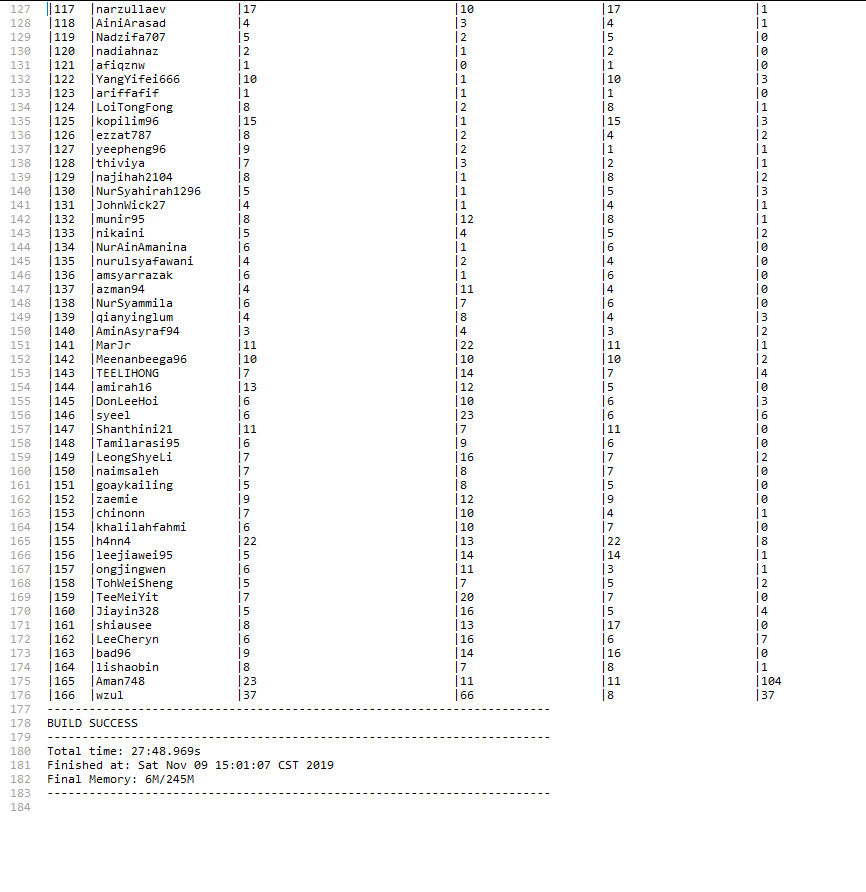 127 ||117 |narzullaev |17 |10 |17 |1
128 |118 |AiniArasad |4 |3 |4 |1
129 |119 |Nadzifa707 |5 |2 |5 |0
130 |120 |nadiahnaz |2 |1 |2 |0
131 |121 |afiqznw |1 |0 |1 |0
132 |122 |YangYifei666 |10 |1 |10 |3
133 |123 |ariffafif |1 |1 |1 |0
134 |124 |LoiTongFong |8 |2 |8 |1
135 |125 |kopilim96 |15 |1 |15 |3
136 |126 |ezzat787 |8 |2 |4 |2
137 |127 |yeepheng96 |9 |2 |1 |1
138 |128 |thiviya |7 |3 |2 |1
139 |129 |najihah2104 |8 |1 |8 |2
140 |130 |NurSyahirah1296 |5 |1 |5 |3
141 |131 |JohnWick27 |4 |1 |4 |1
142 |132 |munir95 |8 |12 |8 |1
143 |133 |nikaini |5 |4 |5 |2
144 |134 |NurAinAmanina |6 |1 |6 |0
145 |135 |nurulsyafawani |4 |2 |4 |0
146 |136 |amsyarrazak |6 |1 |6 |0
147 |137 |azman94 |4 |11 |4 |0
148 |138 |NurSyammila |6 |7 |6 |0
149 |139 |qianyinglum |4 |8 |4 |3
150 |140 |AminAsyraf94 |3 |4 |3 |2
151 |141 |MarJr |11 |22 |11 |1
152 |142 |Meenanbeega96 |10 |10 |10 |2
153 |143 |TEELIHONG |7 |14 |7 |4
154 |144 |amirah16 |13 |12 |5 |0
155 |145 |DonLeeHoi |6 |10 |6 |3
156 |146 |syeel |6 |23 |6 |6
157 |147 |Shanthini21 |11 |7 |11 |0
158 |148 |Tamilarasi95 |6 |9 |6 |0
159 |149 |LeongShyeLi |7 |16 |7 |2
160 |150 |naimsaleh |7 |8 |7 |0
161 |151 |goaykailing |5 |8 |5 |0
162 |152 |zaemie |9 |12 |9 |0
163 |153 |chinonn |7 |10 |4 |1
164 |154 |khalilahfahmi |6 |10 |7 |0
165 |155 |h4nn4 |22 |13 |22 |8
166 |156 |leejiawei95 |5 |14 |14 |1
167 |157 |ongjingwen |6 |11 |3 |1
168 |158 |TohWeiSheng |5 |7 |5 |2
169 |159 |TeeMeiYit |7 |20 |7 |0
170 |160 |Jiayin328 |5 |16 |5 |4
171 |161 |shiausee |8 |13 |17 |0
172 |162 |LeeCheryn |6 |16 |6 |7
173 |163 |bad96 |9 |14 |16 |0
174 |164 |lishaobin |8 |7 |8 |1
175 |165 |Aman748 |23 |11 |11 |104
176 |166 |wzul |37 |66 |8 |37
177 ------------------------------------------------------------------------
178 BUILD SUCCESS
179 ------------------------------------------------------------------------
180 Total time: 27:48.969s
181 Finished at: Sat Nov 09 15:01:07 CST 2019
182 Final Memory: 6M/245M
183 ------------------------------------------------------------------------
184